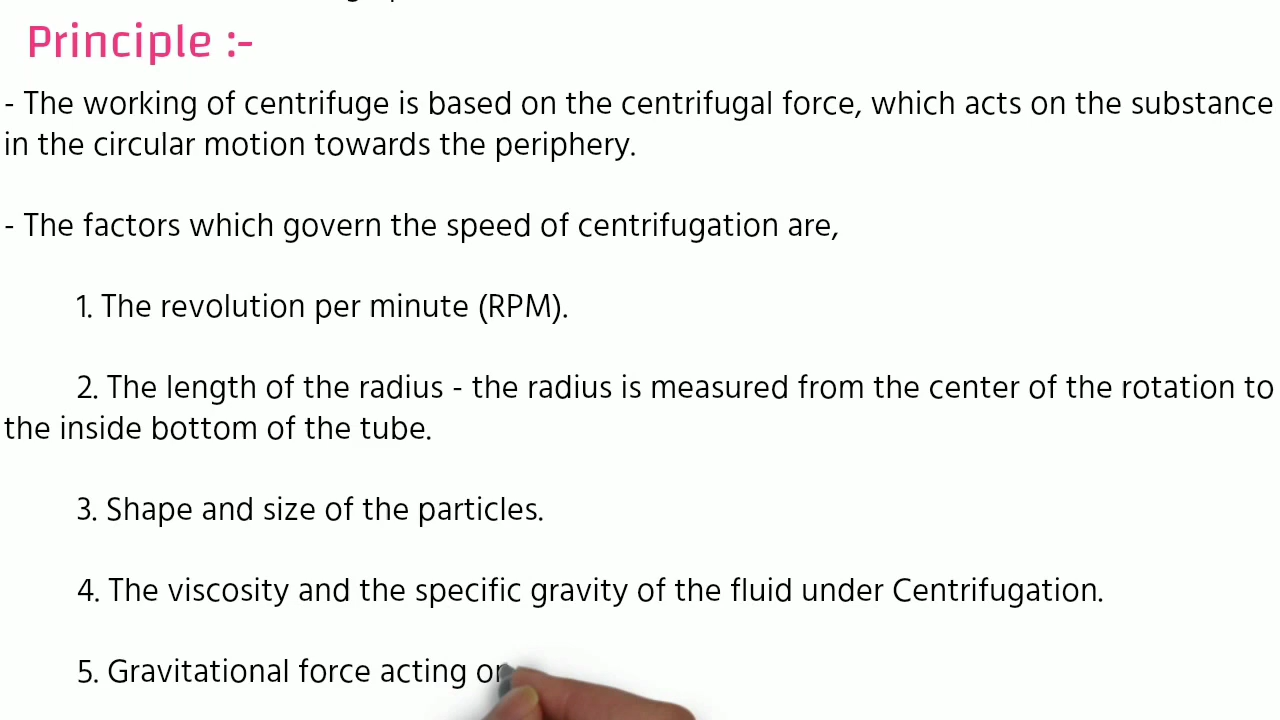 Principle :-
- The working of centrifuge is based on the centrifugal force, which acts on the substance
in the circular motion towards the periphery.
- The factors which govern the speed of centrifugation are,
1. The revolution per minute (RPM).
2. The length of the radius - the radius is measured from the center of the rotation to
the inside bottom of the tube.
3. Shape and size of the particles.
4. The viscosity and the specific gravity of the fluid under Centrifugation.
5. Gravitational force acting